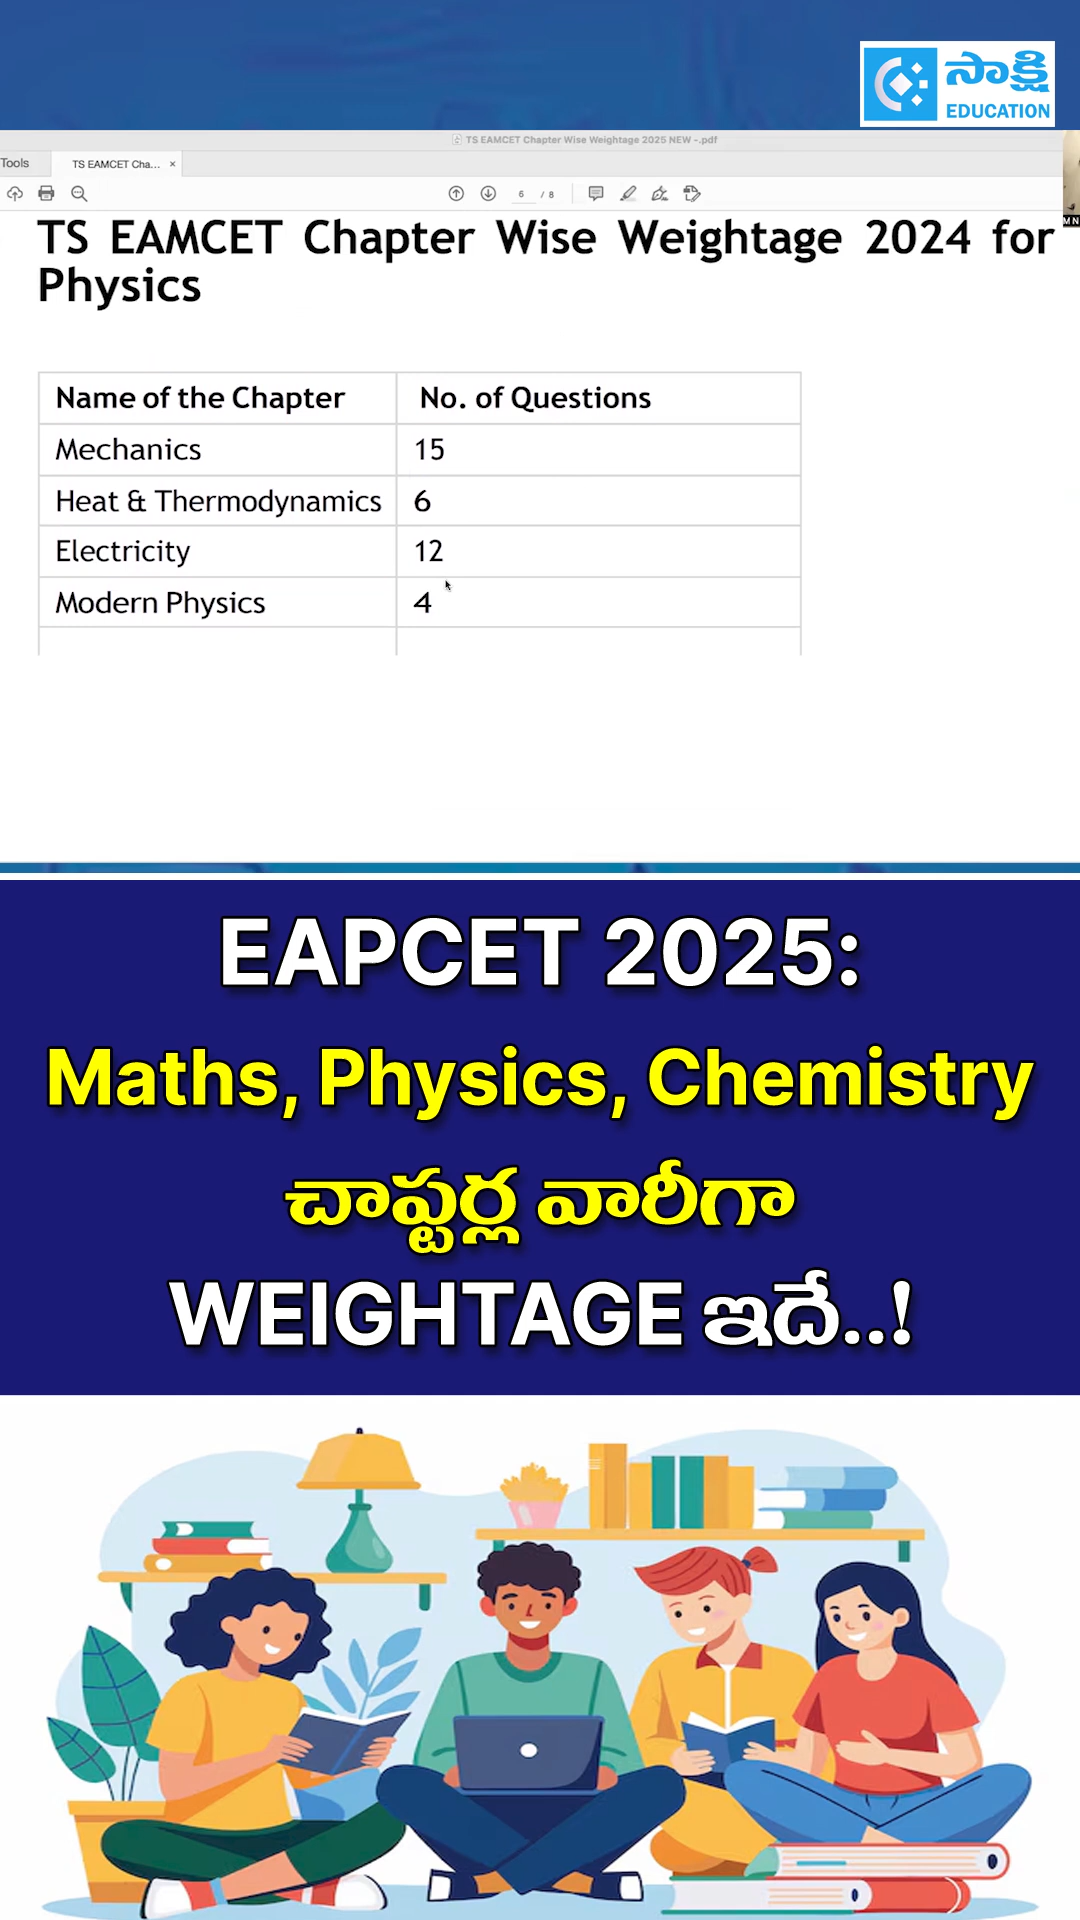 సాక్షి
EDUCATION
TS EAMCET Chapter Wise Weightage 2025 NEW -.pdf
Tools
TS EAMCET Cha... ×
6 / 8
MN
TS EAMCET Chapter Wise Weightage 2024 for
Physics
Name of the Chapter No. of Questions
Mechanics 15
Heat & Thermodynamics 6
Electricity 12
Modern Physics 4
EAPCET 2025:
Maths, Physics, Chemistry
చాప్టర్ల వారీగా
WEIGHTAGE ఇదే..!